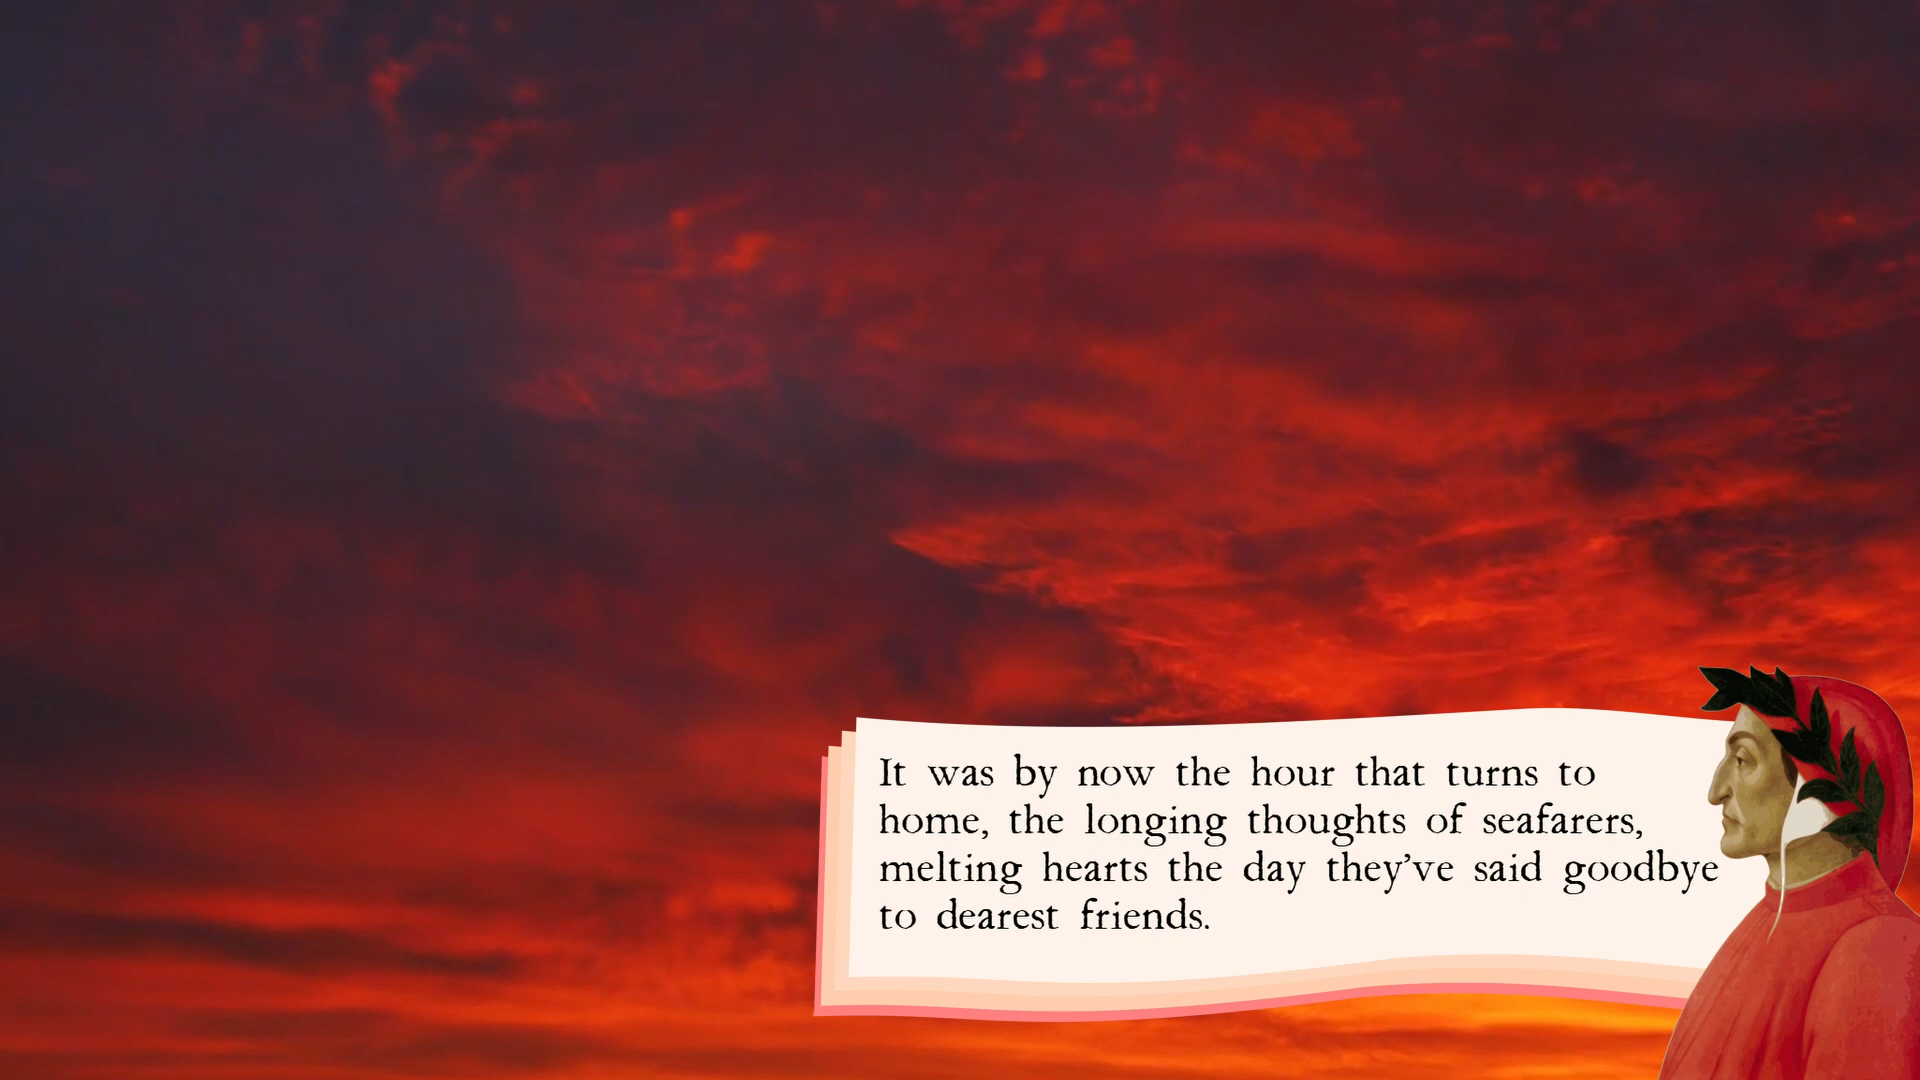 It was by now the hour that turns to
home, the longing thoughts of seafarers,
melting hearts the day they’ve said goodbye
to dearest friends.